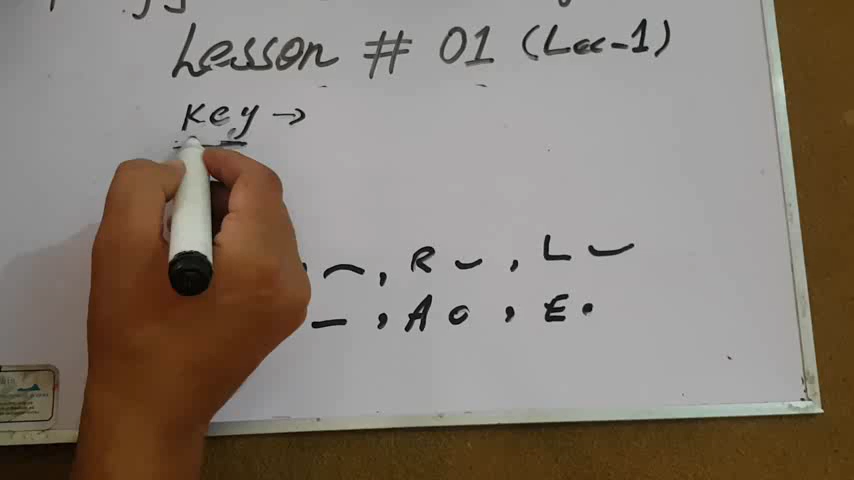 Lesson # 01 (Lec-1)
Key →
, R ⌣ , L ⌣
— , A o , E .